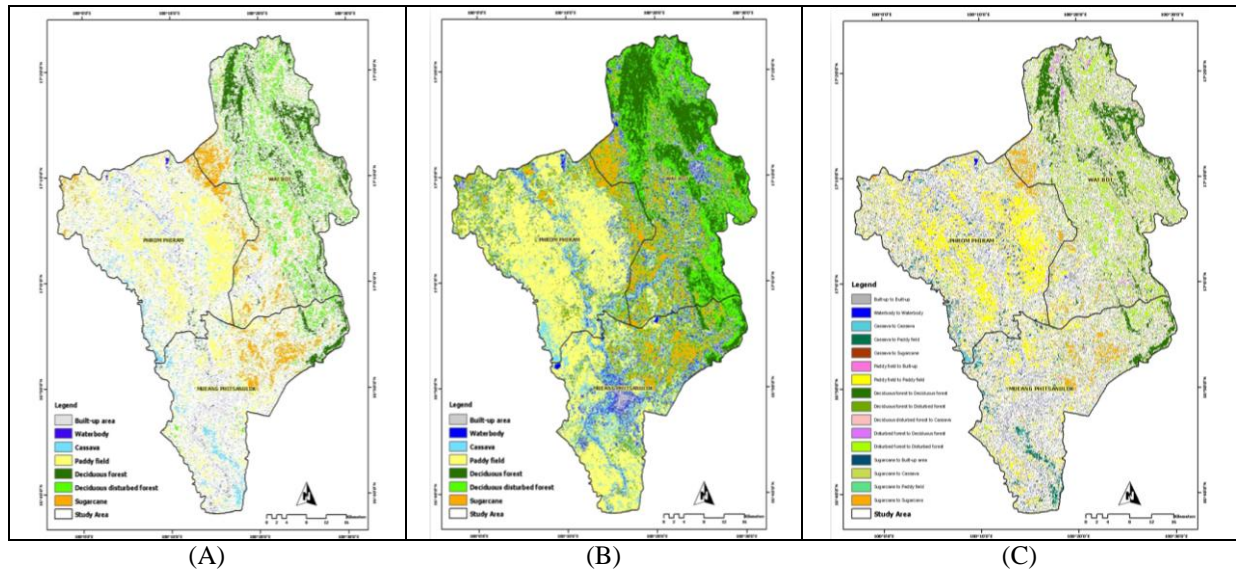 WAT BOT
PHROM PHIRAM
MUEANG PHITSANULOK
Legend
Built-up area
Waterbody
Cassava
Paddy field
Deciduous forest
Deciduous disturbed forest
Sugarcane
Study Area
(A)
WAT BOT
PHROM PHIRAM
MUEANG PHITSANULOK
Legend
Built-up area
Waterbody
Cassava
Paddy field
Deciduous forest
Deciduous disturbed forest
Sugarcane
Study Area
(B)
WAT BOT
PHROM PHIRAM
MUEANG PHITSANULOK
Legend
Built-up to Built-up
Waterbody to Waterbody
Cassava to Cassava
Cassava to Paddy field
Cassava to Sugarcane
Paddy field to Built-up
Paddy field to Paddy field
Deciduous forest to Deciduous forest
Deciduous forest to Disturbed forest
Deciduous disturbed forest to Cassava
Disturbed forest to Deciduous forest
Disturbed forest to Disturbed forest
Sugarcane to Built-up area
Sugarcane to Cassava
Sugarcane to Paddy field
Sugarcane to Sugarcane
Study Area
(C)